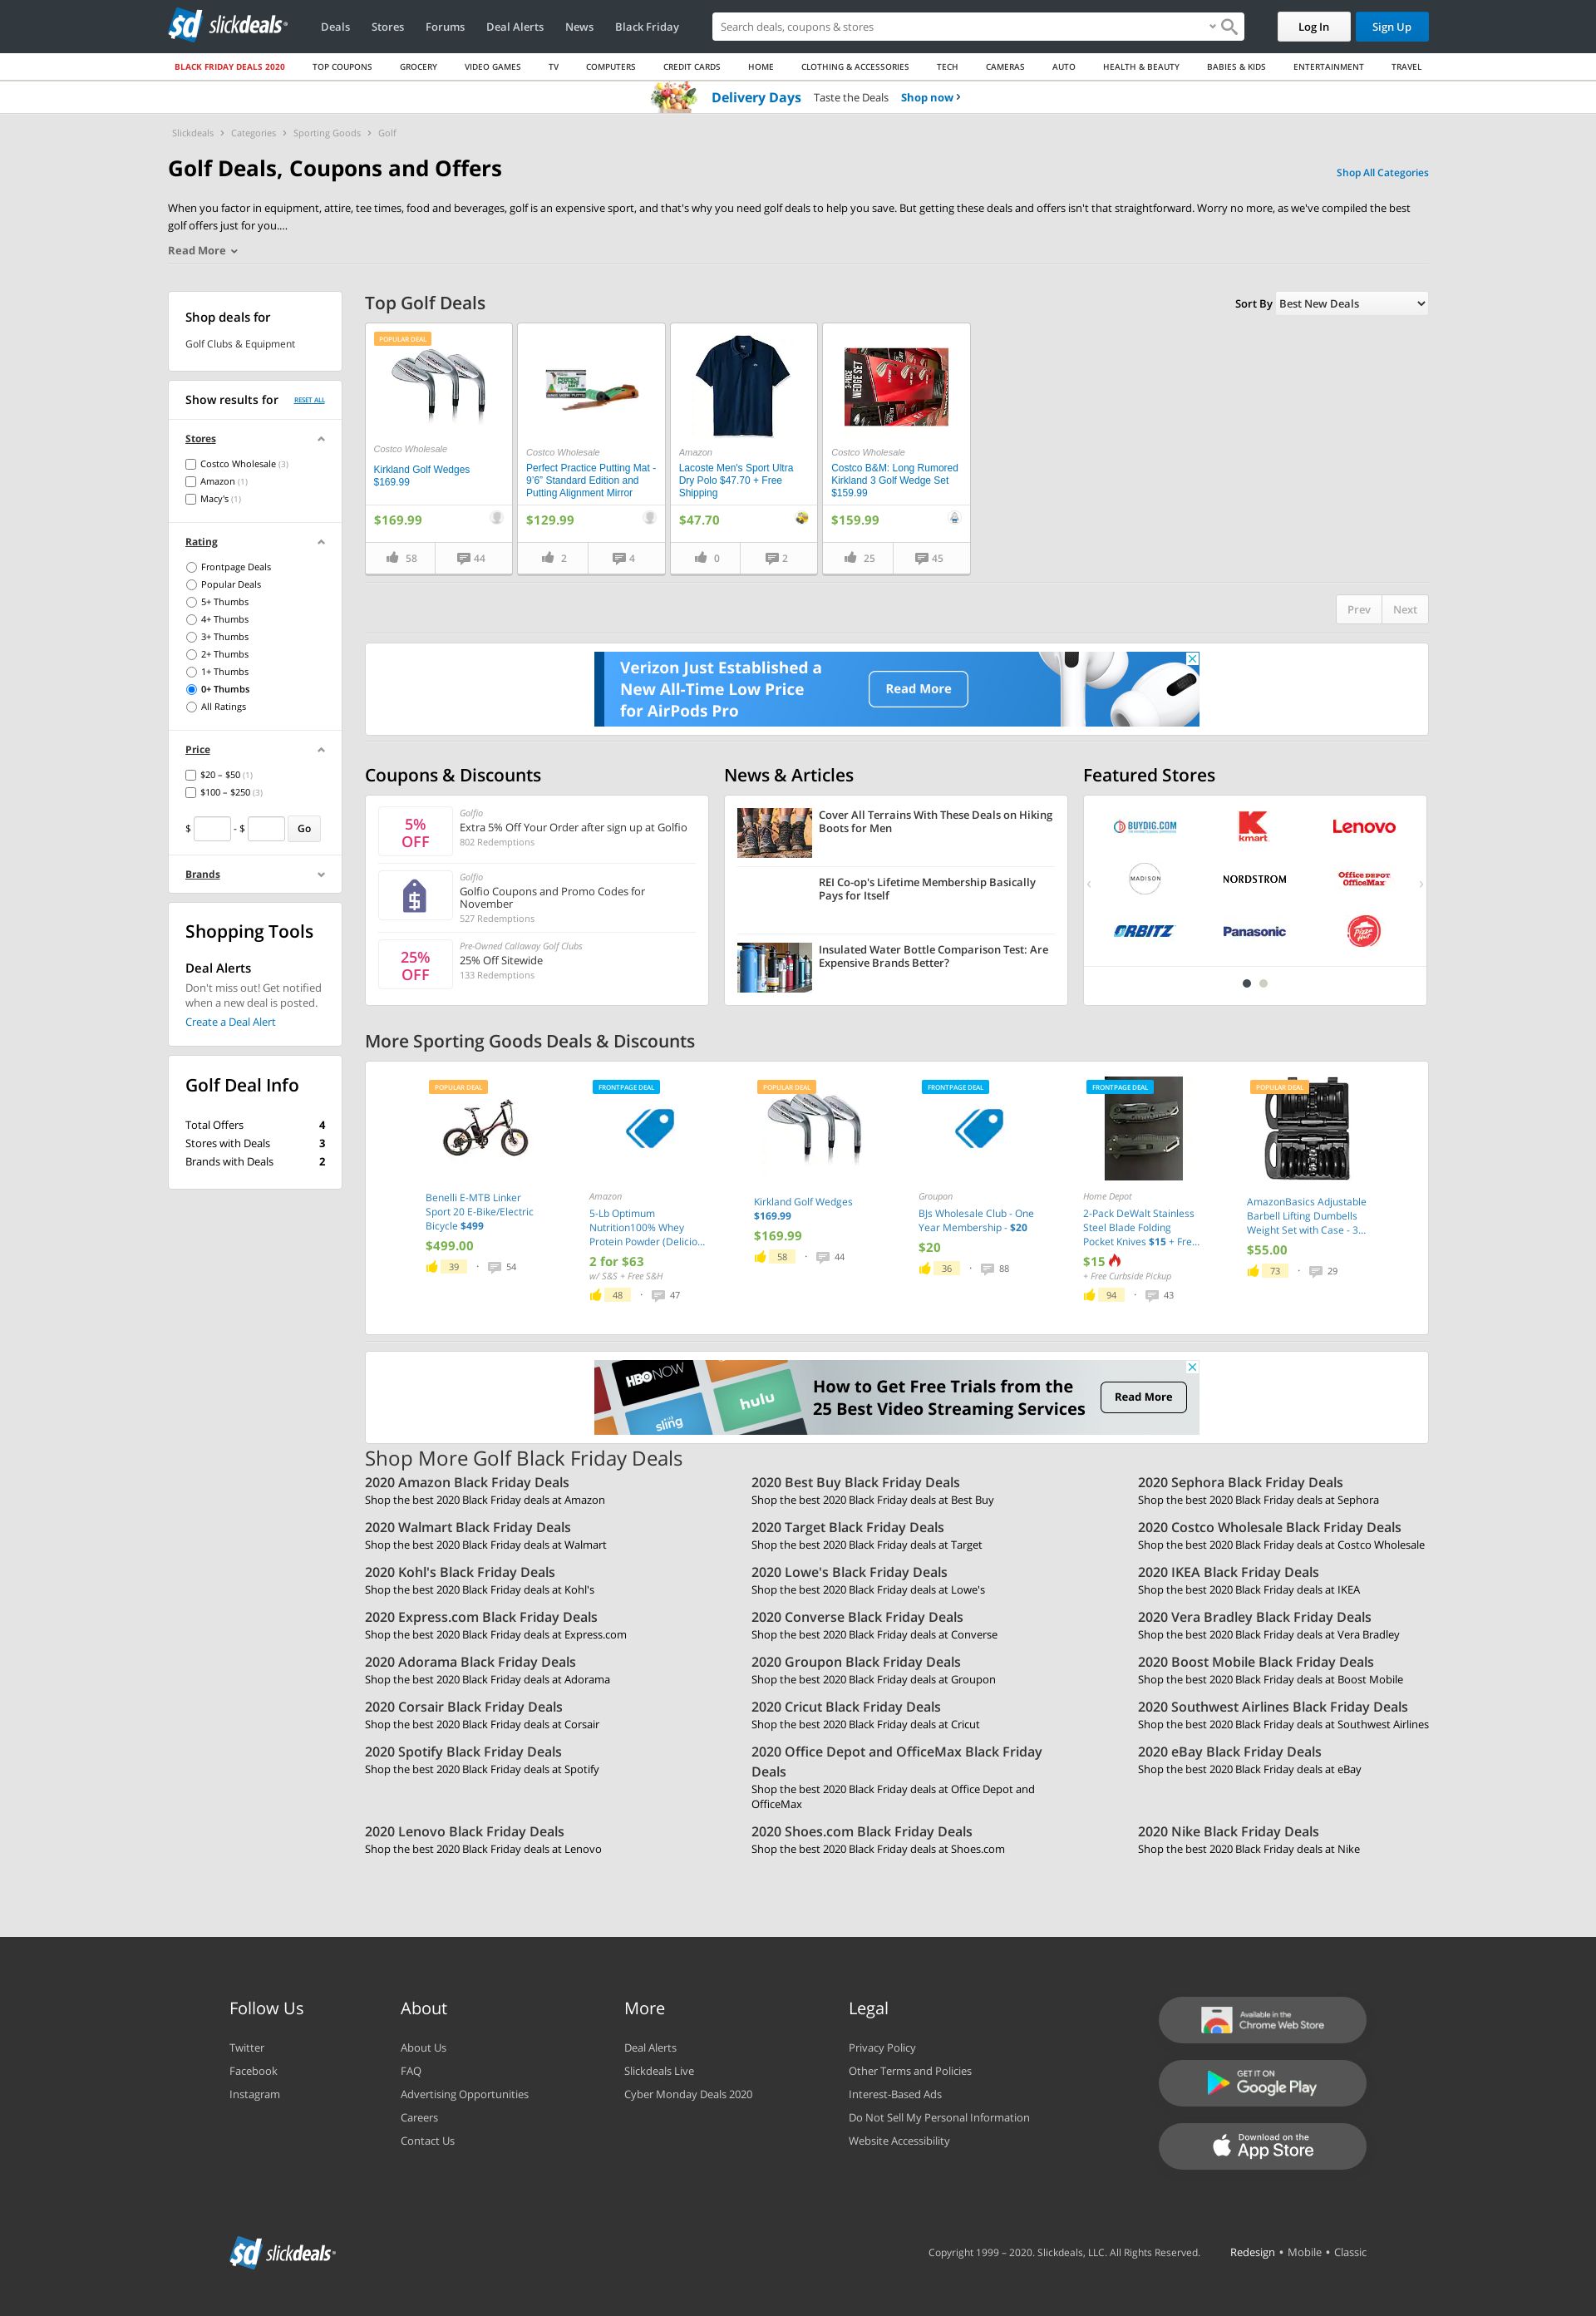 sd slickdeals
Deals Stores Forums Deal Alerts News Black Friday
Search deals, coupons & stores
Log In Sign Up
BLACK FRIDAY DEALS 2020 TOP COUPONS GROCERY VIDEO GAMES TV COMPUTERS CREDIT CARDS HOME CLOTHING & ACCESSORIES TECH CAMERAS AUTO HEALTH & BEAUTY BABIES & KIDS ENTERTAINMENT TRAVEL
Delivery Days Taste the Deals Shop now ›
Slickdeals › Categories › Sporting Goods › Golf
Golf Deals, Coupons and Offers
Shop All Categories
When you factor in equipment, attire, tee times, food and beverages, golf is an expensive sport, and that's why you need golf deals to help you save. But getting these deals and offers isn't that straightforward. Worry no more, as we've compiled the best
golf offers just for you....
Read More
Shop deals for
Golf Clubs & Equipment
Show results for RESET ALL
Stores
Costco Wholesale (3)
Amazon (1)
Macy's (1)
Rating
Frontpage Deals
Popular Deals
5+ Thumbs
4+ Thumbs
3+ Thumbs
2+ Thumbs
1+ Thumbs
0+ Thumbs
All Ratings
Price
$20 – $50 (1)
$100 – $250 (3)
$ - $ Go
Brands
Shopping Tools
Deal Alerts
Don't miss out! Get notified
when a new deal is posted.
Create a Deal Alert
Golf Deal Info
Total Offers 4
Stores with Deals 3
Brands with Deals 2
Top Golf Deals
Sort By Best New Deals
POPULAR DEAL
Costco Wholesale
Kirkland Golf Wedges
$169.99
$169.99
58 44
Costco Wholesale
Perfect Practice Putting Mat -
9'6" Standard Edition and
Putting Alignment Mirror
$129.99
2 4
Amazon
Lacoste Men's Sport Ultra
Dry Polo $47.70 + Free
Shipping
$47.70
0 2
3-PIECE
WEDGE SET
Costco Wholesale
Costco B&M: Long Rumored
Kirkland 3 Golf Wedge Set
$159.99
$159.99
25 45
Prev Next
Verizon Just Established a
New All-Time Low Price
for AirPods Pro
Read More
Coupons & Discounts
5%
OFF
Golfio
Extra 5% Off Your Order after sign up at Golfio
802 Redemptions
$
Golfio
Golfio Coupons and Promo Codes for
November
527 Redemptions
25%
OFF
Pre-Owned Callaway Golf Clubs
25% Off Sitewide
133 Redemptions
News & Articles
Cover All Terrains With These Deals on Hiking
Boots for Men
REI Co-op's Lifetime Membership Basically
Pays for Itself
Insulated Water Bottle Comparison Test: Are
Expensive Brands Better?
Featured Stores
BUYDIG.COM K kmart Lenovo
MADISON NORDSTROM Office DEPOT
OfficeMax
ORBITZ Panasonic Pizza Hut
More Sporting Goods Deals & Discounts
POPULAR DEAL
Benelli E-MTB Linker
Sport 20 E-Bike/Electric
Bicycle $499
$499.00
39 · 54
FRONTPAGE DEAL
Amazon
5-Lb Optimum
Nutrition100% Whey
Protein Powder (Delicio...
2 for $63
w/ S&S + Free S&H
48 · 47
POPULAR DEAL
Kirkland Golf Wedges
$169.99
$169.99
58 · 44
FRONTPAGE DEAL
Groupon
BJs Wholesale Club - One
Year Membership - $20
$20
36 · 88
FRONTPAGE DEAL
Home Depot
2-Pack DeWalt Stainless
Steel Blade Folding
Pocket Knives $15 + Fre...
$15
+ Free Curbside Pickup
94 · 43
POPULAR DEAL
AmazonBasics Adjustable
Barbell Lifting Dumbells
Weight Set with Case - 3...
$55.00
73 · 29
HBO NOW
sling
hulu
How to Get Free Trials from the
25 Best Video Streaming Services
Read More
Shop More Golf Black Friday Deals
2020 Amazon Black Friday Deals
Shop the best 2020 Black Friday deals at Amazon
2020 Best Buy Black Friday Deals
Shop the best 2020 Black Friday deals at Best Buy
2020 Sephora Black Friday Deals
Shop the best 2020 Black Friday deals at Sephora
2020 Walmart Black Friday Deals
Shop the best 2020 Black Friday deals at Walmart
2020 Target Black Friday Deals
Shop the best 2020 Black Friday deals at Target
2020 Costco Wholesale Black Friday Deals
Shop the best 2020 Black Friday deals at Costco Wholesale
2020 Kohl's Black Friday Deals
Shop the best 2020 Black Friday deals at Kohl's
2020 Lowe's Black Friday Deals
Shop the best 2020 Black Friday deals at Lowe's
2020 IKEA Black Friday Deals
Shop the best 2020 Black Friday deals at IKEA
2020 Express.com Black Friday Deals
Shop the best 2020 Black Friday deals at Express.com
2020 Converse Black Friday Deals
Shop the best 2020 Black Friday deals at Converse
2020 Vera Bradley Black Friday Deals
Shop the best 2020 Black Friday deals at Vera Bradley
2020 Adorama Black Friday Deals
Shop the best 2020 Black Friday deals at Adorama
2020 Groupon Black Friday Deals
Shop the best 2020 Black Friday deals at Groupon
2020 Boost Mobile Black Friday Deals
Shop the best 2020 Black Friday deals at Boost Mobile
2020 Corsair Black Friday Deals
Shop the best 2020 Black Friday deals at Corsair
2020 Cricut Black Friday Deals
Shop the best 2020 Black Friday deals at Cricut
2020 Southwest Airlines Black Friday Deals
Shop the best 2020 Black Friday deals at Southwest Airlines
2020 Spotify Black Friday Deals
Shop the best 2020 Black Friday deals at Spotify
2020 Office Depot and OfficeMax Black Friday
Deals
Shop the best 2020 Black Friday deals at Office Depot and
OfficeMax
2020 eBay Black Friday Deals
Shop the best 2020 Black Friday deals at eBay
2020 Lenovo Black Friday Deals
Shop the best 2020 Black Friday deals at Lenovo
2020 Shoes.com Black Friday Deals
Shop the best 2020 Black Friday deals at Shoes.com
2020 Nike Black Friday Deals
Shop the best 2020 Black Friday deals at Nike
Follow Us
Twitter
Facebook
Instagram
About
About Us
FAQ
Advertising Opportunities
Careers
Contact Us
More
Deal Alerts
Slickdeals Live
Cyber Monday Deals 2020
Legal
Privacy Policy
Other Terms and Policies
Interest-Based Ads
Do Not Sell My Personal Information
Website Accessibility
Available in the
Chrome Web Store
GET IT ON
Google Play
Download on the
App Store
sd slickdeals
Copyright 1999 – 2020. Slickdeals, LLC. All Rights Reserved.
Redesign • Mobile • Classic